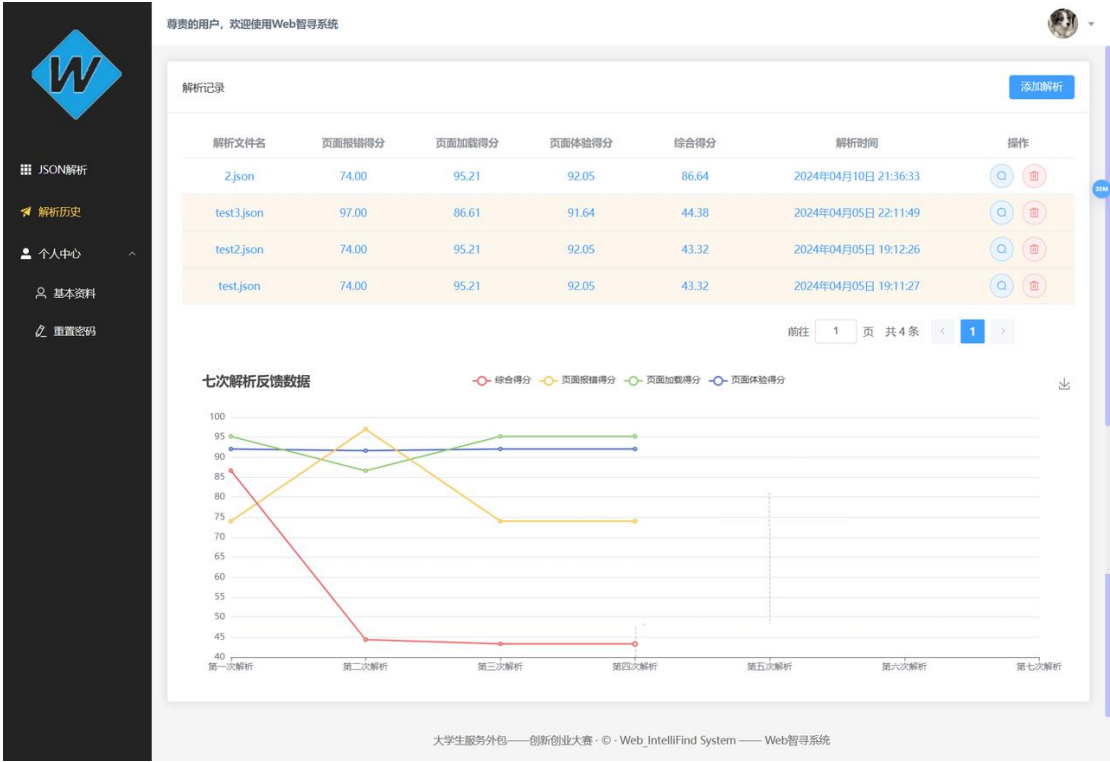 尊贵的用户，欢迎使用Web智寻系统
W
JSON解析
解析历史
个人中心
基本资料
重置密码
解析记录
添加解析
解析文件名 页面报错得分 页面加载得分 页面体验得分 综合得分 解析时间 操作
2.json 74.00 95.21 92.05 86.64 2024年04月10日 21:36:33
test3.json 97.00 86.61 91.64 44.38 2024年04月05日 22:11:49
test2.json 74.00 95.21 92.05 43.32 2024年04月05日 19:12:26
test.json 74.00 95.21 92.05 43.32 2024年04月05日 19:11:27
前往 1 页 共 4 条 < 1 >
七次解析反馈数据
综合得分 页面报错得分 页面加载得分 页面体验得分
100
95
90
85
80
75
70
65
60
55
50
45
40
第一次解析 第二次解析 第三次解析 第四次解析 第五次解析 第六次解析 第七次解析
大学生服务外包——创新创业大赛 · © · Web_IntelliFind System —— Web智寻系统